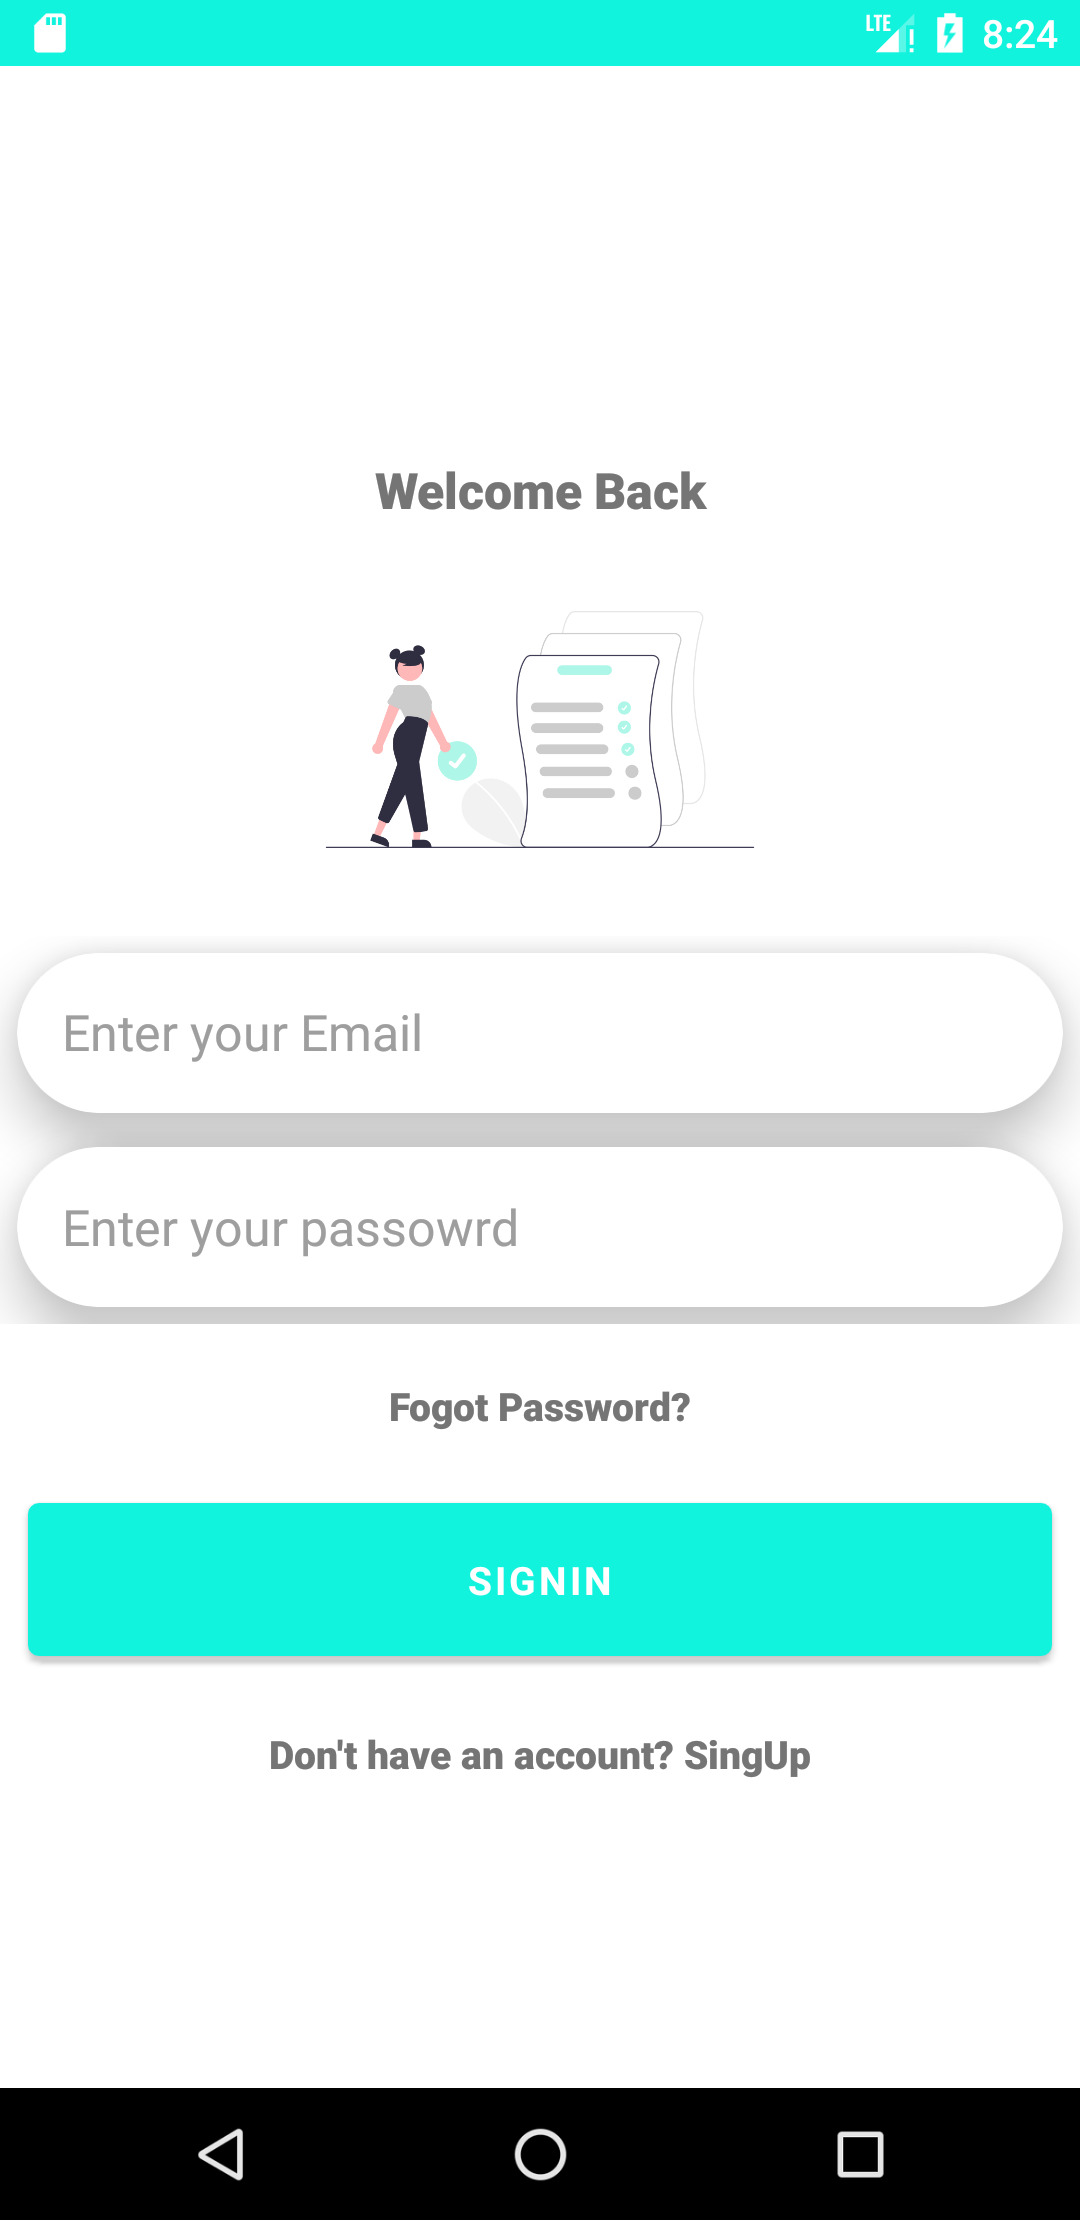 LTE 8:24
Welcome Back
Enter your Email
Enter your passowrd
Fogot Password?
SIGNIN
Don't have an account? SingUp